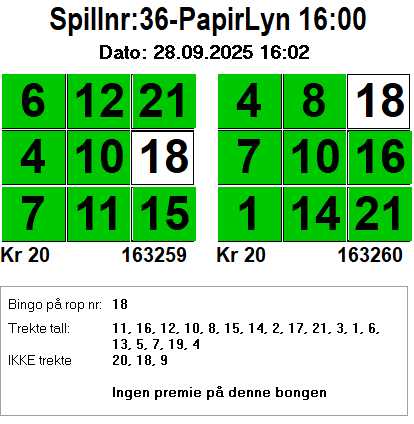 Spillnr:36-PapirLyn 16:00
Dato: 28.09.2025 16:02
6 12 21 4 8 18
4 10 18 7 10 16
7 11 15 1 14 21
Kr 20 163259 Kr 20 163260
Bingo på rop nr: 18
Trekte tall: 11, 16, 12, 10, 8, 15, 14, 2, 17, 21, 3, 1, 6,
13, 5, 7, 19, 4
IKKE trekte 20, 18, 9
Ingen premie på denne bongen